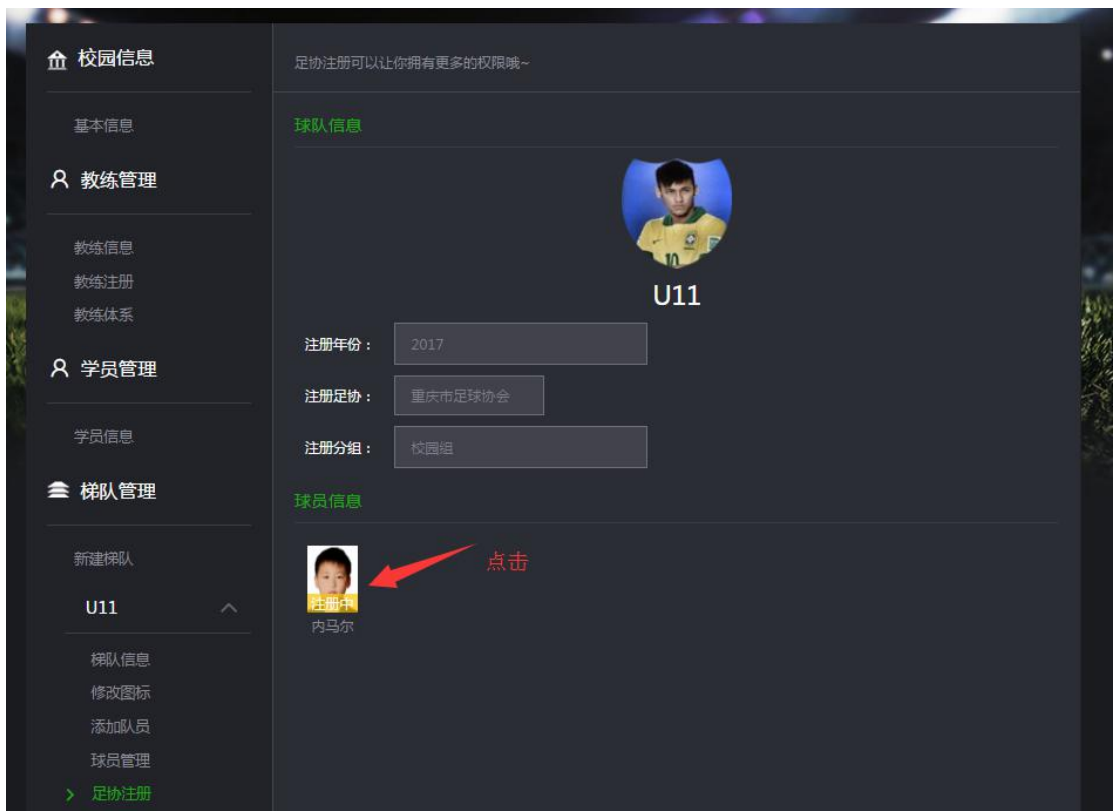 校园信息
基本信息
教练管理
教练信息
教练注册
教练体系
学员管理
学员信息
梯队管理
新建梯队
U11
梯队信息
修改图标
添加队员
球员管理
足协注册
足协注册可以让你拥有更多的权限哦~
球队信息
10
U11
注册年份： 2017
注册足协： 重庆市足球协会
注册分组： 校园组
球员信息
点击
注册中
内马尔